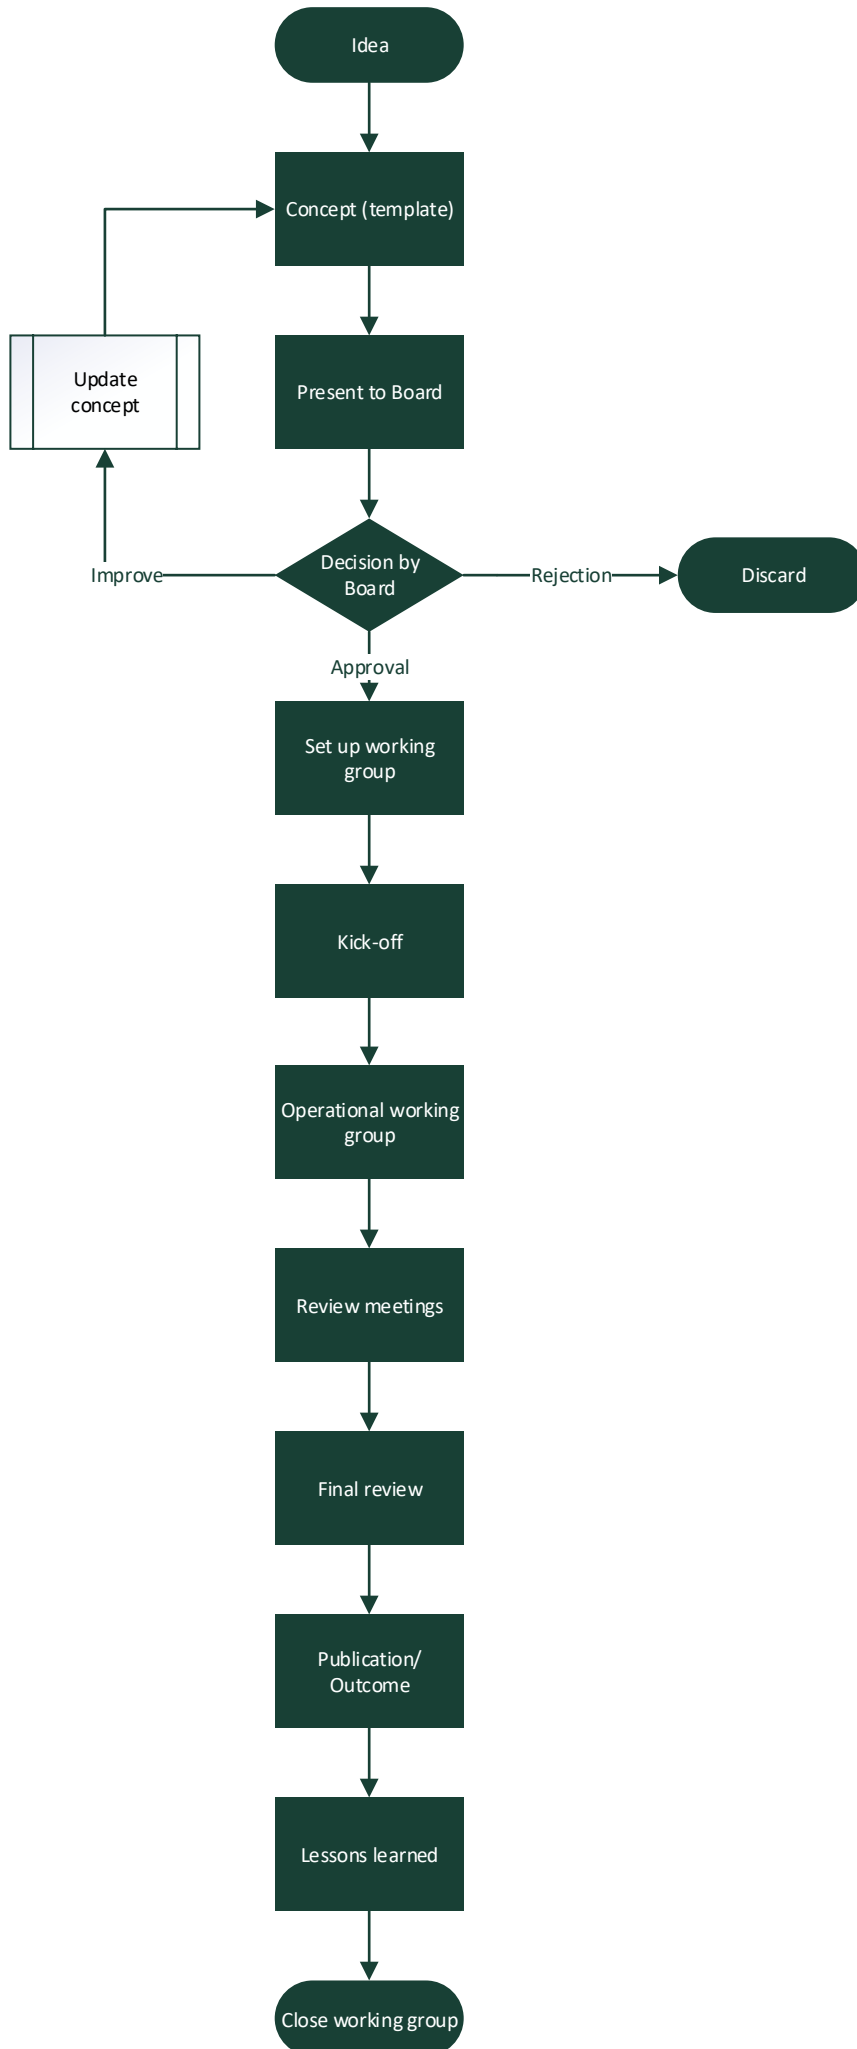 Idea
Concept (template)
Update
concept
Present to Board
Decision by
Board
Improve
Rejection
Discard
Approval
Set up working
group
Kick-off
Operational working
group
Review meetings
Final review
Publication/
Outcome
Lessons learned
Close working group